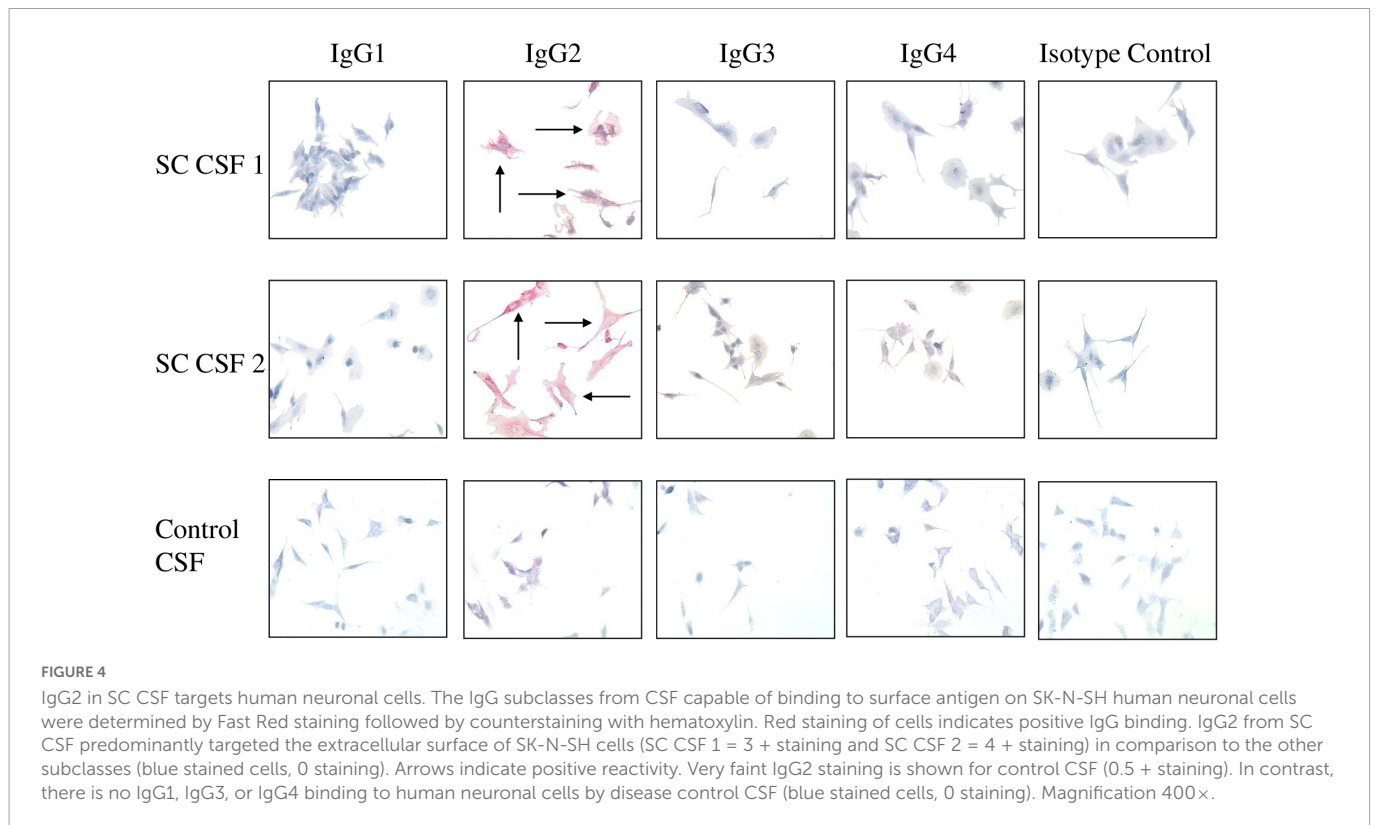 IgG1 IgG2 IgG3 IgG4 Isotype Control
SC CSF 1
SC CSF 2
Control
CSF
FIGURE 4
IgG2 in SC CSF targets human neuronal cells. The IgG subclasses from CSF capable of binding to surface antigen on SK-N-SH human neuronal cells
were determined by Fast Red staining followed by counterstaining with hematoxylin. Red staining of cells indicates positive IgG binding. IgG2 from SC
CSF predominantly targeted the extracellular surface of SK-N-SH cells (SC CSF 1 = 3 + staining and SC CSF 2 = 4 + staining) in comparison to the other
subclasses (blue stained cells, 0 staining). Arrows indicate positive reactivity. Very faint IgG2 staining is shown for control CSF (0.5 + staining). In contrast,
there is no IgG1, IgG3, or IgG4 binding to human neuronal cells by disease control CSF (blue stained cells, 0 staining). Magnification 400×.